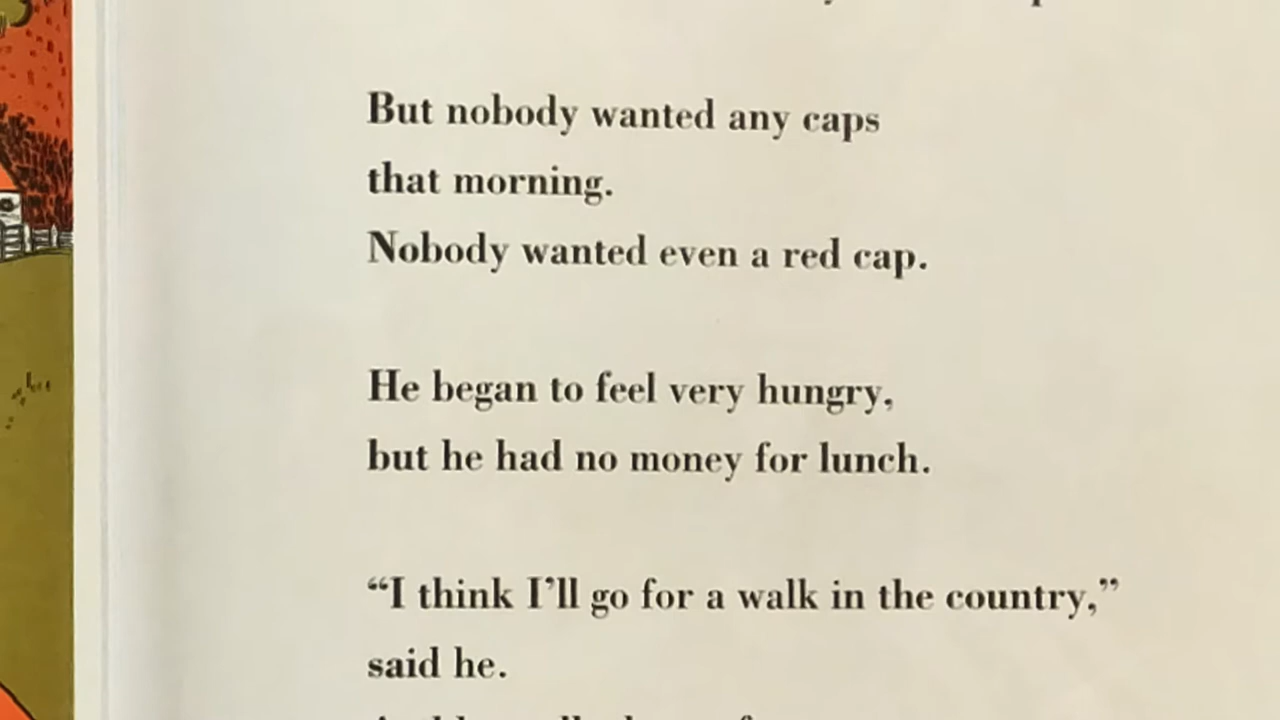 But nobody wanted any caps
that morning.
Nobody wanted even a red cap.
He began to feel very hungry,
but he had no money for lunch.
“I think I’ll go for a walk in the country,”
said he.